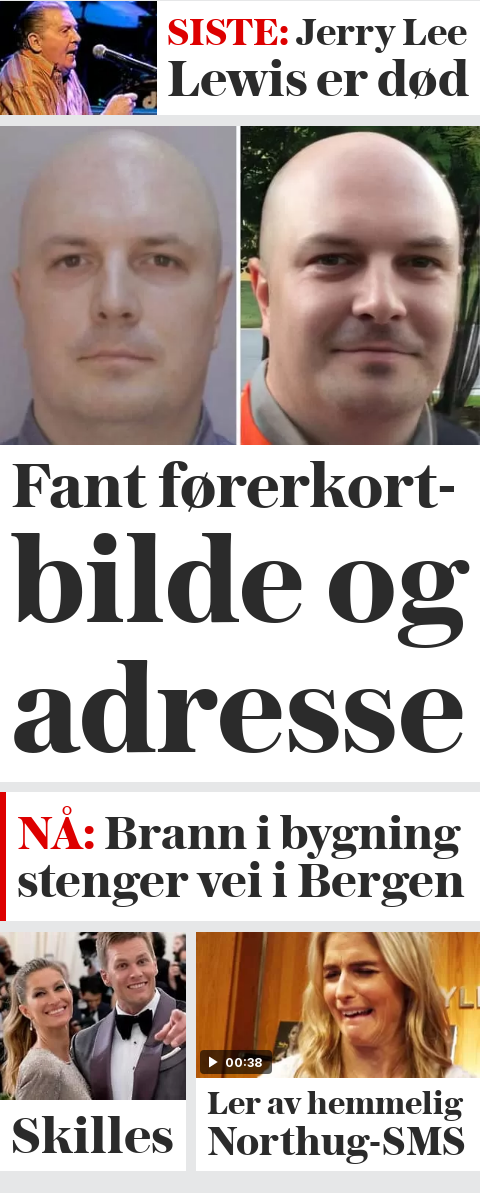 SISTE: Jerry Lee
Lewis er død
Fant førerkort-
bilde og
adresse
NÅ: Brann i bygning
stenger vei i Bergen
00:38
Skilles
Ler av hemmelig
Northug-SMS